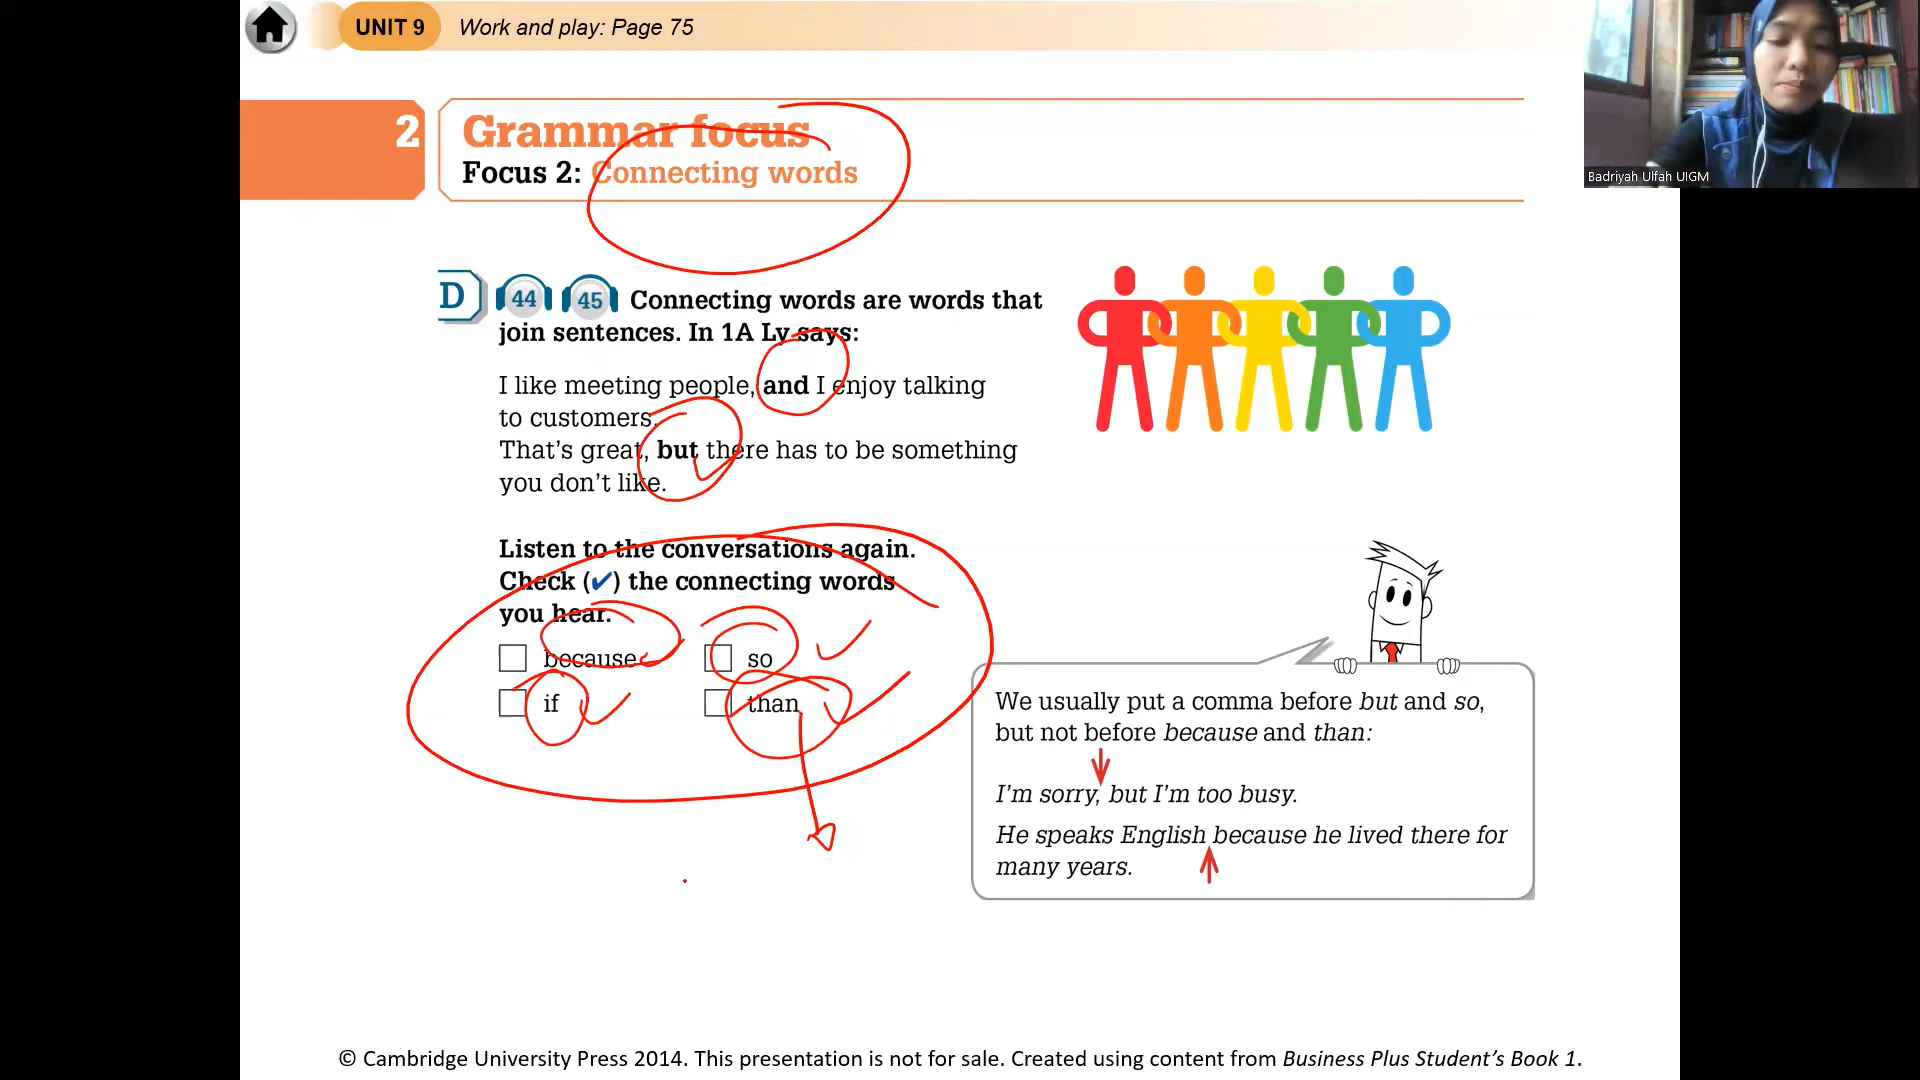 UNIT 9 Work and play: Page 75
2 Grammar focus
Focus 2: Connecting words
D 44 45 Connecting words are words that
join sentences. In 1A Ly says:
I like meeting people, and I enjoy talking
to customers.
That's great, but there has to be something
you don't like.
Listen to the conversations again.
Check (✔) the connecting words
you hear.
because so
if than
We usually put a comma before but and so,
but not before because and than:
I'm sorry, but I'm too busy.
He speaks English because he lived there for
many years.
Badriyah Ulfah UIGM
© Cambridge University Press 2014. This presentation is not for sale. Created using content from Business Plus Student's Book 1.